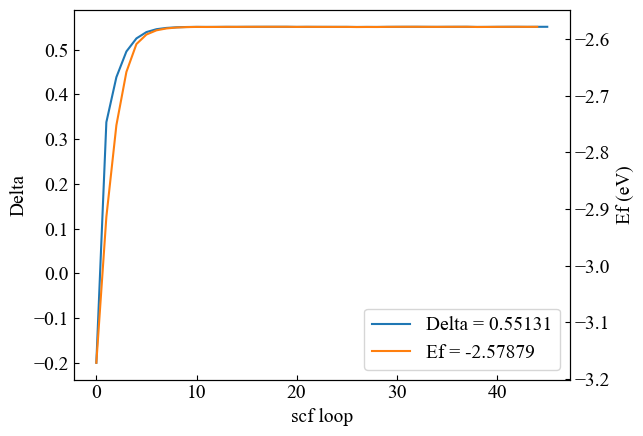 0.5
0.4
0.3
0.2
0.1
0.0
−0.1
−0.2
Delta
−2.6
−2.7
−2.8
−2.9
−3.0
−3.1
−3.2
Ef (eV)
Delta = 0.55131
Ef = -2.57879
0 10 20 30 40
scf loop